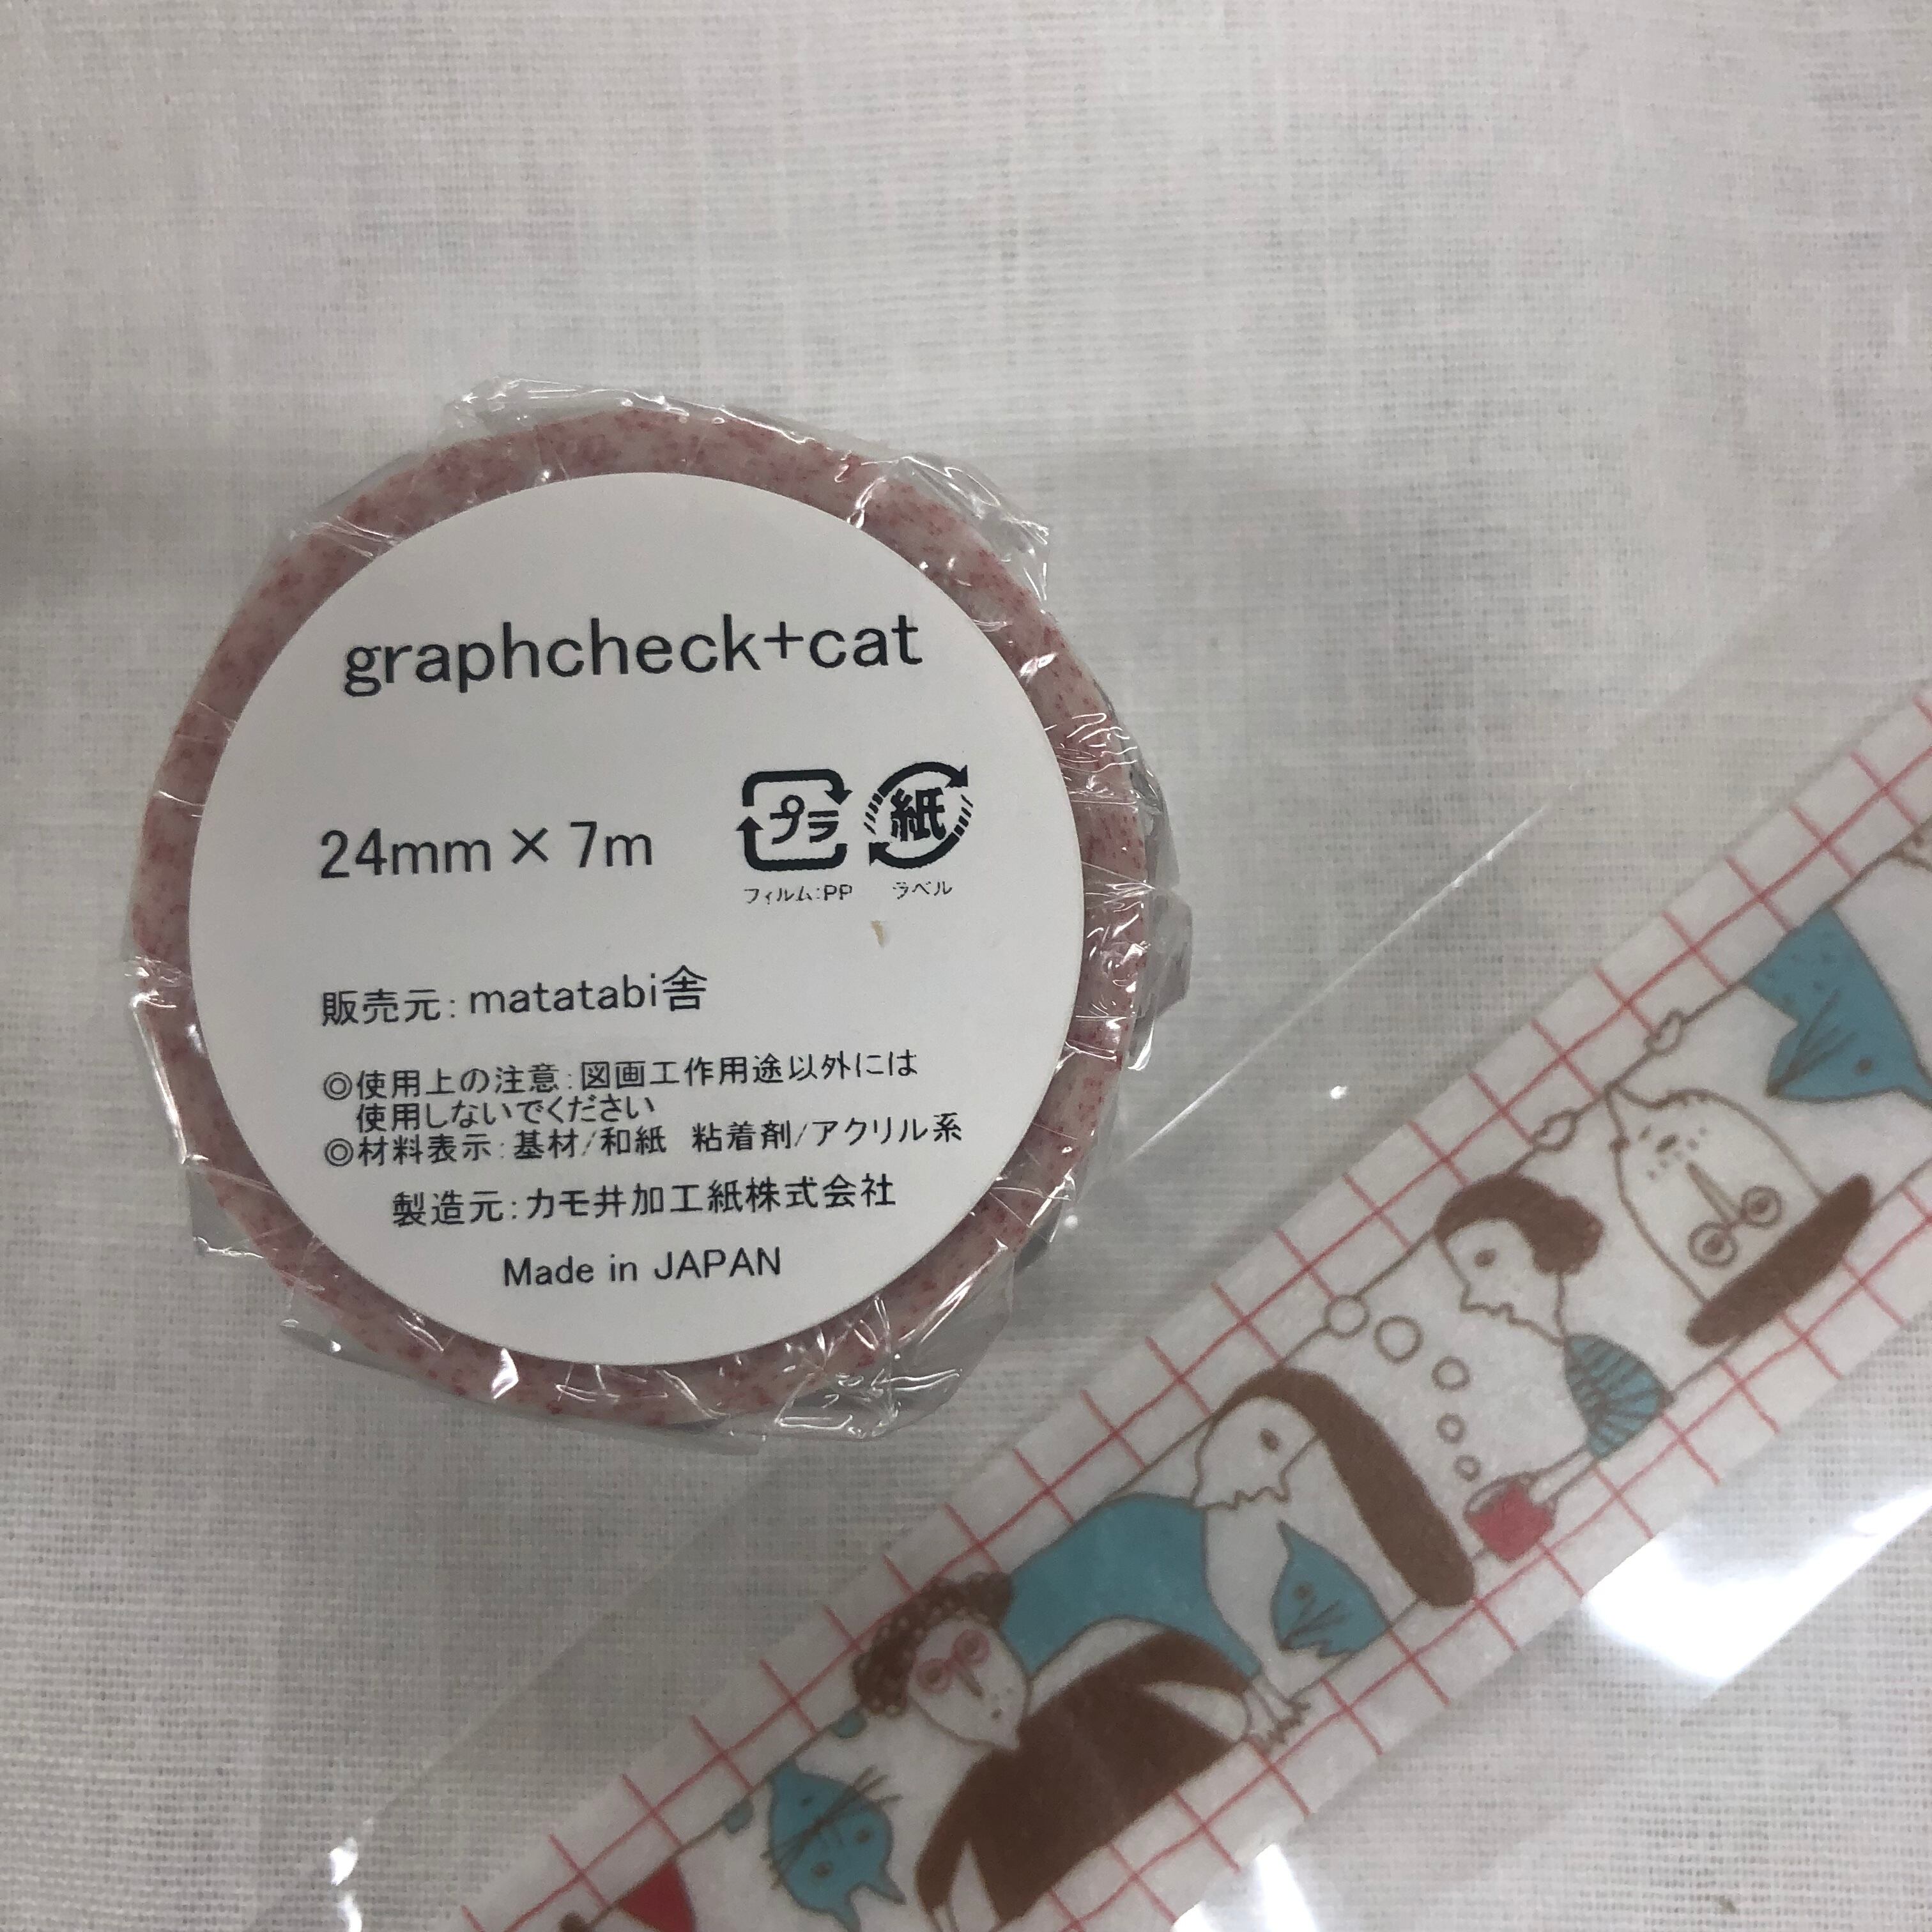 graphcheck+cat
24mm×7m
プラ 紙
フィルム:PP ラベル
販売元:matatabi舎
◎使用上の注意:図画工作用途以外には
使用しないでください
◎材料表示:基材/和紙 粘着剤/アクリル系
製造元:カモ井加工紙株式会社
Made in JAPAN